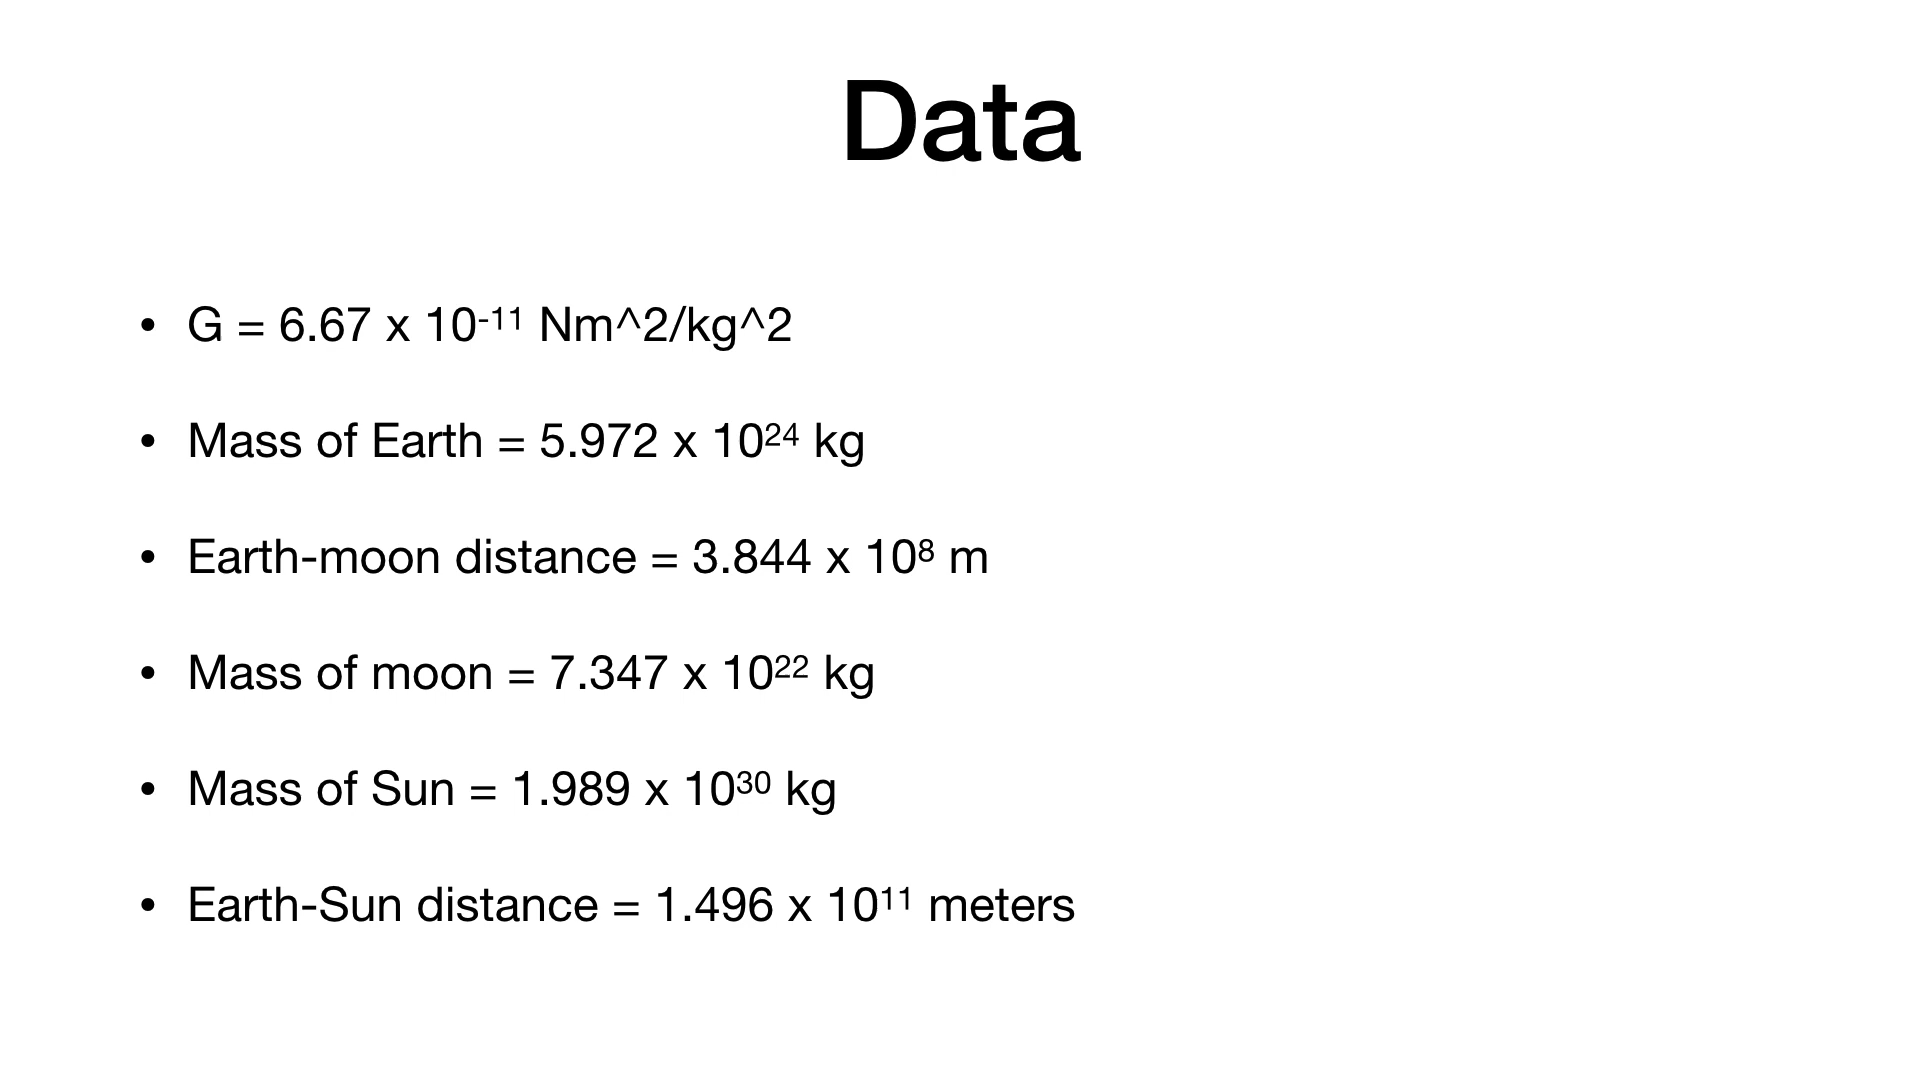 Data
• G = 6.67 x 10⁻¹¹ Nm^2/kg^2
• Mass of Earth = 5.972 x 10²⁴ kg
• Earth-moon distance = 3.844 x 10⁸ m
• Mass of moon = 7.347 x 10²² kg
• Mass of Sun = 1.989 x 10³⁰ kg
• Earth-Sun distance = 1.496 x 10¹¹ meters